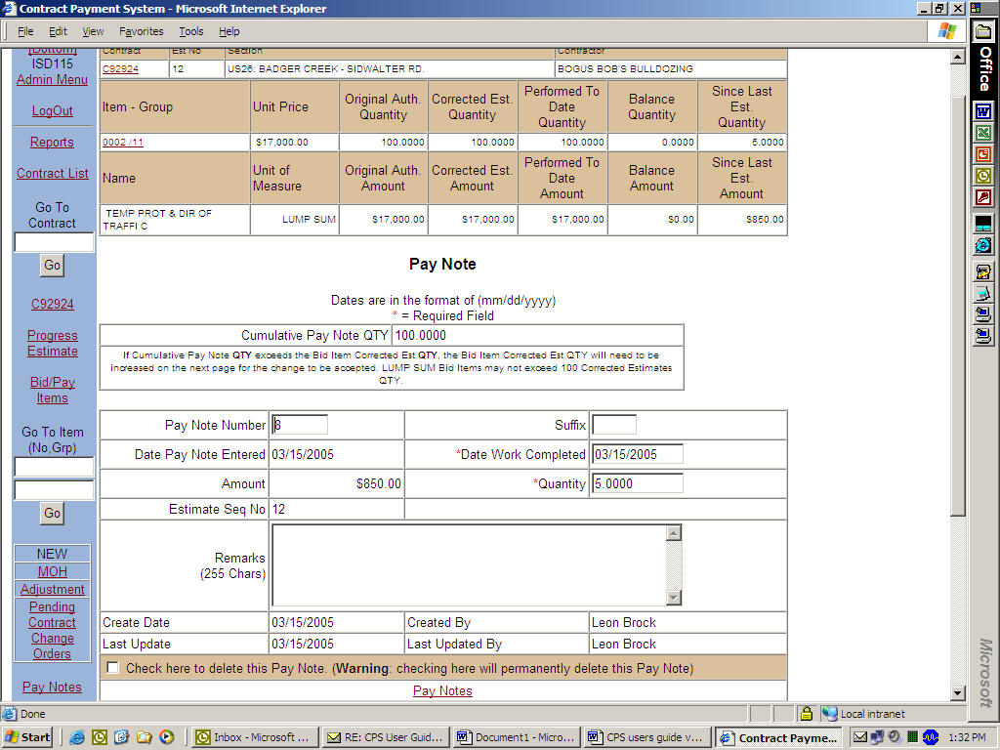 Contract Payment System - Microsoft Internet Explorer
File Edit View Favorites Tools Help
[Bottom]
ISD115
Admin Menu
LogOut
Reports
Contract List
Go To
Contract
Go
C92924
Progress
Estimate
Bid/Pay
Items
Go To Item
(No,Grp)
Go
NEW
MOH
Adjustment
Pending
Contract
Change
Orders
Pay Notes
Contract Est No Section Contractor
C92924 12 US26: BADGER CREEK - SIDWALTER RD. BOGUS BOB'S BULLDOZING
Item - Group
Unit Price
Original Auth.
Quantity
Corrected Est.
Quantity
Performed To
Date
Quantity
Balance
Quantity
Since Last
Est.
Quantity
0002 /11 $17,000.00 100.0000 100.0000 100.0000 0.0000 5.0000
Name
Unit of
Measure
Original Auth.
Amount
Corrected Est.
Amount
Performed To
Date
Amount
Balance
Amount
Since Last
Est.
Amount
TEMP PROT & DIR OF
TRAFFI C
LUMP SUM $17,000.00 $17,000.00 $17,000.00 $0.00 $850.00
Pay Note
Dates are in the format of (mm/dd/yyyy)
* = Required Field
Cumulative Pay Note QTY 100.0000
If Cumulative Pay Note QTY exceeds the Bid Item Corrected Est QTY, the Bid Item Corrected Est QTY will need to be
increased on the next page for the change to be accepted. LUMP SUM Bid Items may not exceed 100 Corrected Estimates
QTY.
Pay Note Number 8 Suffix
Date Pay Note Entered 03/15/2005 *Date Work Completed 03/15/2005
Amount $850.00 *Quantity 5.0000
Estimate Seq No 12
Remarks
(255 Chars)
Create Date 03/15/2005 Created By Leon Brock
Last Update 03/15/2005 Last Updated By Leon Brock
Check here to delete this Pay Note. (Warning: checking here will permanently delete this Pay Note)
Pay Notes
Office
Microsoft
Done Local intranet
Start Inbox - Microsoft ... RE: CPS User Guid... Document1 - Micro... CPS users guide v... Contract Payme... 1:32 PM